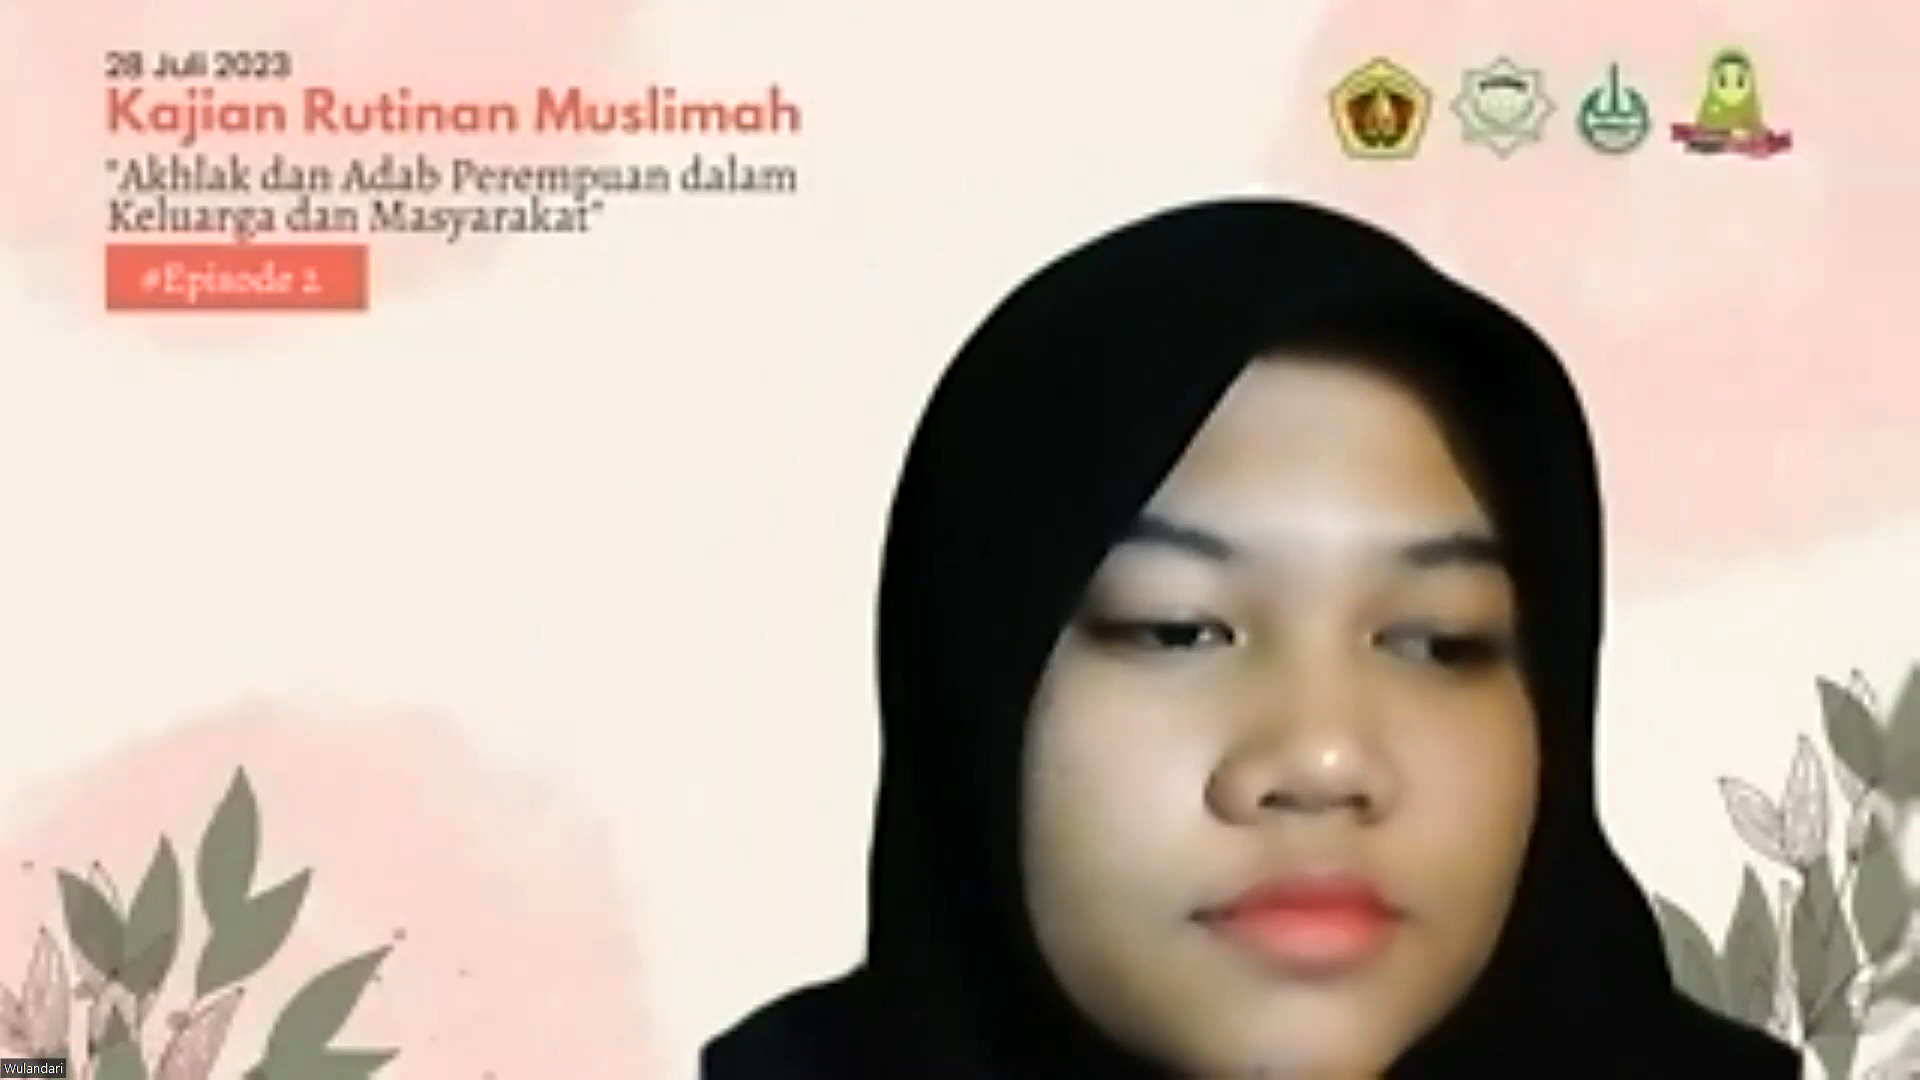 28 Juli 2023
Kajian Rutinan Muslimah
"Akhlak dan Adab Perempuan dalam
Keluarga dan Masyarakat"
#Episode 2
Wulandari